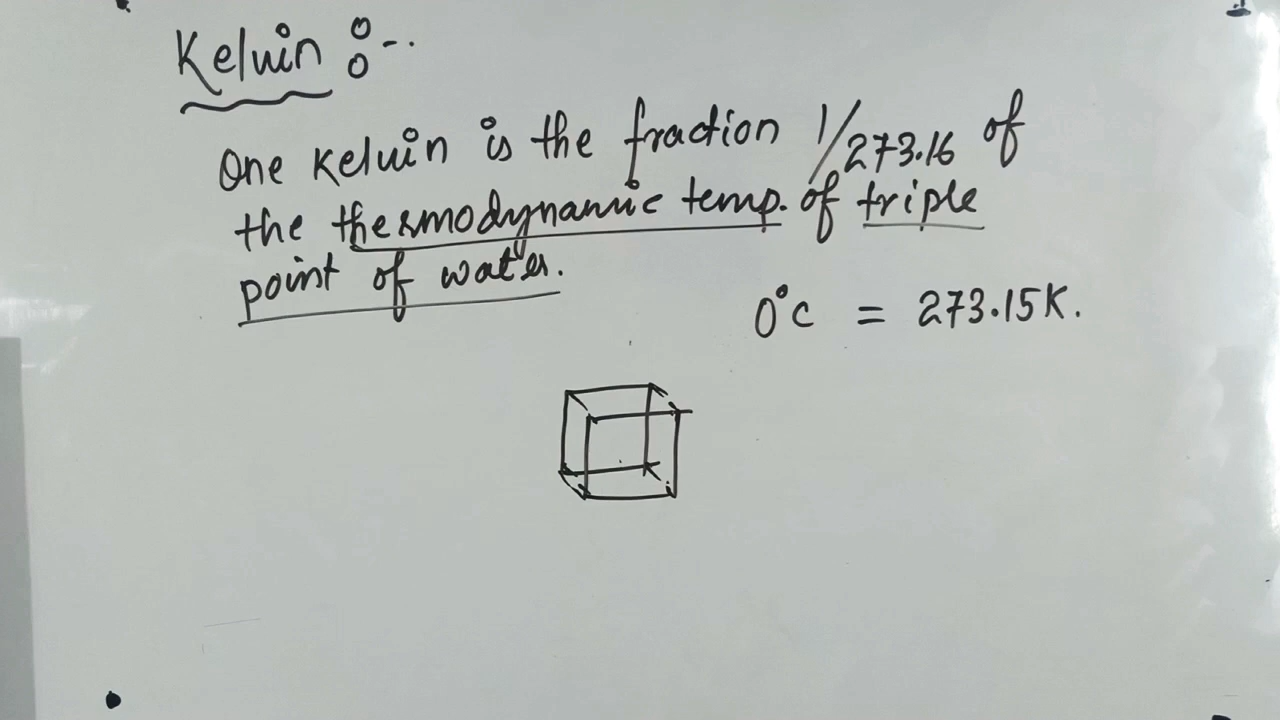 Kelvin :-
One Kelvin is the fraction 1/273.16 of
the thermodynamic temp. of triple
point of water.
0°C = 273.15K.